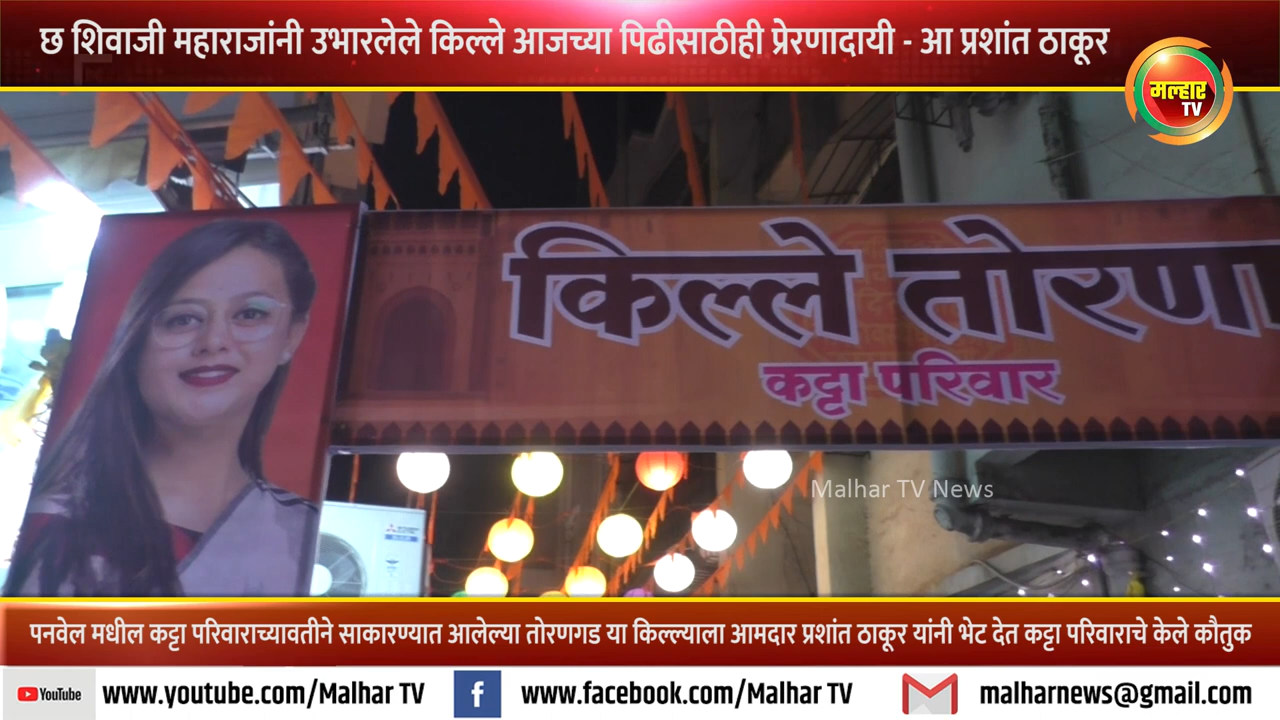 छ शिवाजी महाराजांनी उभारलेले किल्ले आजच्या पिढीसाठीही प्रेरणादायी - आ प्रशांत ठाकूर
मल्हार
TV
किल्ले तोरणा
कट्टा परिवार
Malhar TV News
पनवेल मधील कट्टा परिवाराच्यावतीने साकारण्यात आलेल्या तोरणगड या किल्ल्याला आमदार प्रशांत ठाकूर यांनी भेट देत कट्टा परिवाराचे केले कौतुक
YouTube www.youtube.com/Malhar TV www.facebook.com/Malhar TV malharnews@gmail.com